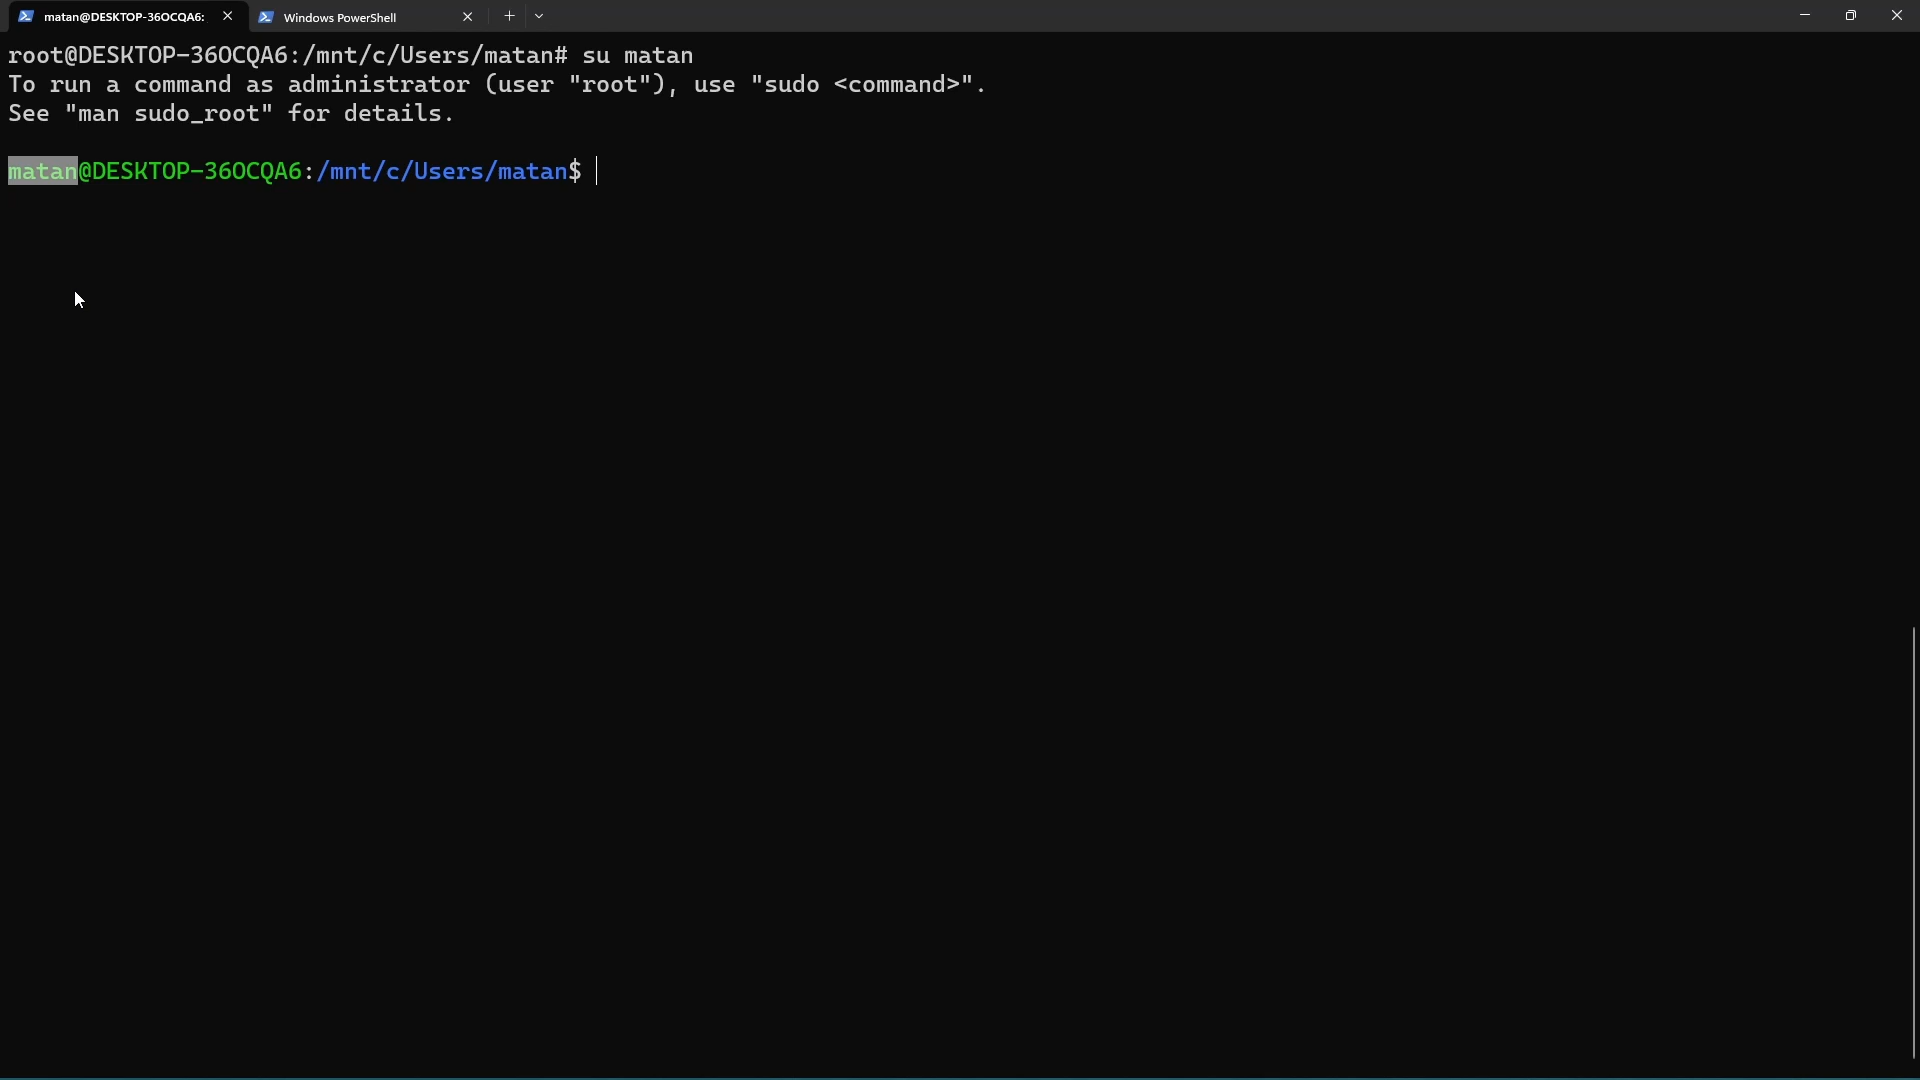 matan@DESKTOP-36OCQA6:
Windows PowerShell
root@DESKTOP-36OCQA6:/mnt/c/Users/matan# su matan
To run a command as administrator (user "root"), use "sudo <command>".
See "man sudo_root" for details.
matan@DESKTOP-36OCQA6:/mnt/c/Users/matan$